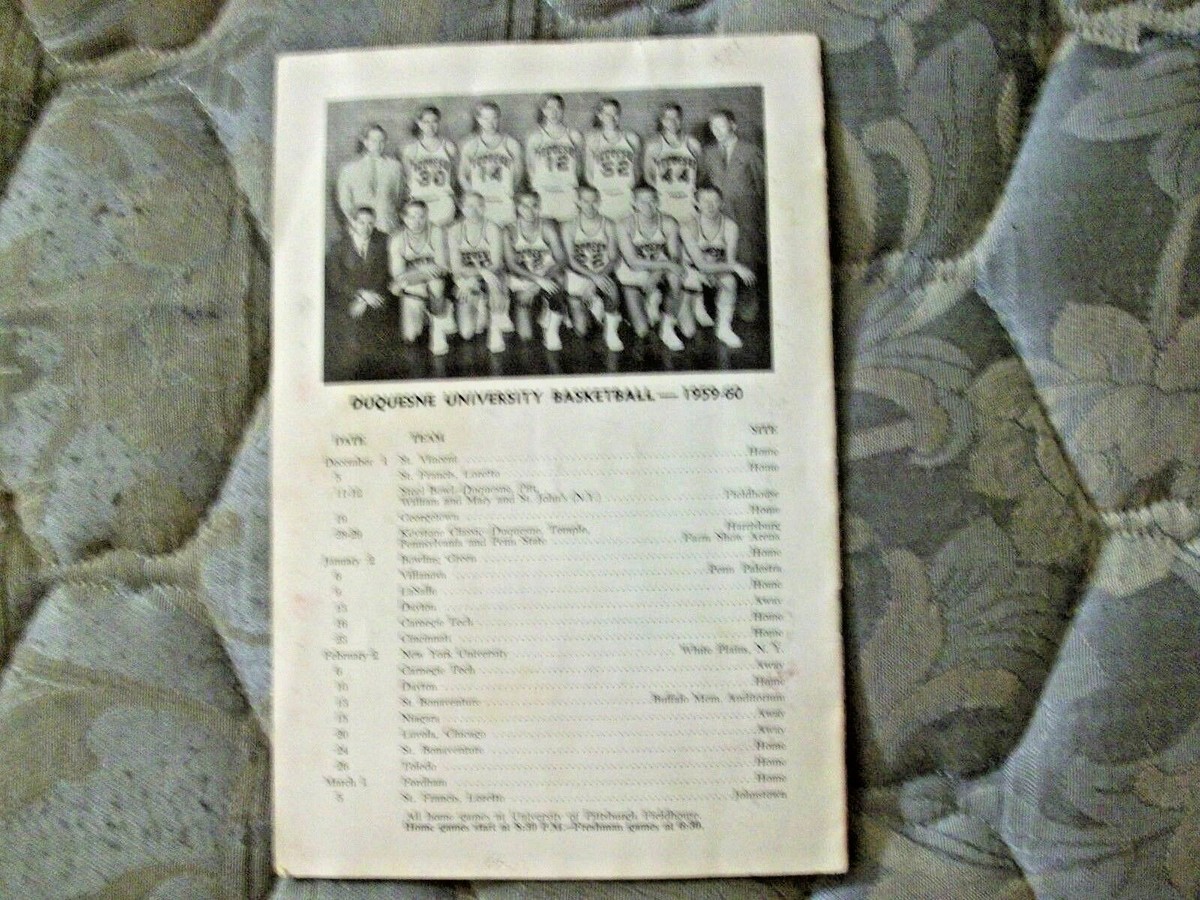 30
14
12
52
44
DUQUESNE UNIVERSITY BASKETBALL — 1959-60
DATE TEAM SITE
December 1 St. Vincent Home
5 St. Francis, Loretto Home
11-12 Steel Bowl—Duquesne, Pitt,
William and Mary and St. John's (N.Y.) Fieldhouse
Georgetown Home
28-29 Keystone Classic—Duquesne, Temple, Harrisburg
Pennsylvania and Penn State Farm Show Arena
January 2 Bowling Green Home
6 Villanova Penn Palestra
9 LaSalle Home
Dayton Away
16 Carnegie Tech Home
Cincinnati Home
February 2 New York University White Plains, N. Y.
6 Carnegie Tech Away
10 Dayton Home
13 St. Bonaventure Buffalo Mem. Auditorium
Niagara Away
20 Loyola, Chicago Away
24 St. Bonaventure Home
26 Toledo Home
March 1 Fordham Home
5 St. Francis, Loretto Johnstown
All home games at University of Pittsburgh Fieldhouse.
Home games start at 8:30 P.M.—Freshman games at 6:30.